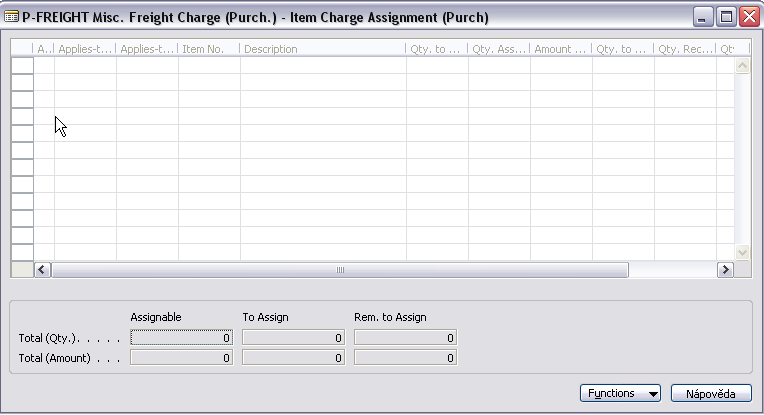 P-FREIGHT Misc. Freight Charge (Purch.) - Item Charge Assignment (Purch)
A.. Applies-t... Applies-t... Item No. Description Qty. to ... Qty. Ass... Amount ... Qty. to ... Qty. Rec... Qt
Assignable To Assign Rem. to Assign
Total (Qty.). . . . . 0 0 0
Total (Amount) . . . 0 0 0
Functions Nápověda